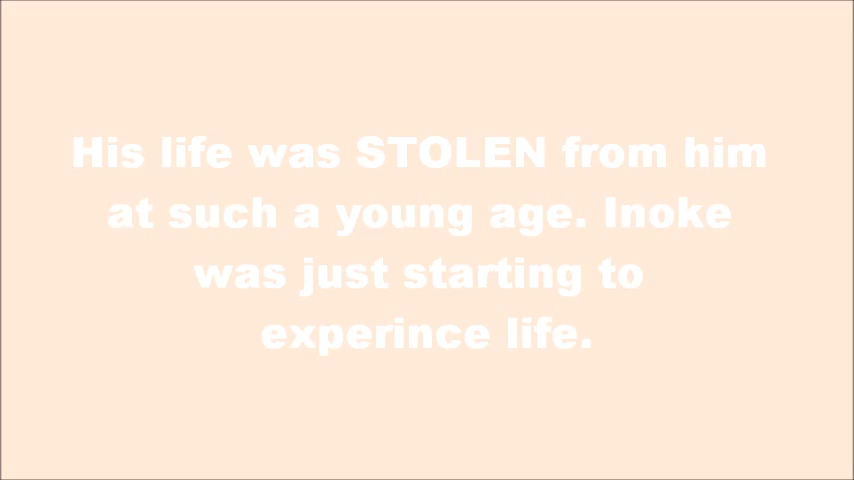 His life was STOLEN from him
at such a young age. Inoke
was just starting to
experince life.